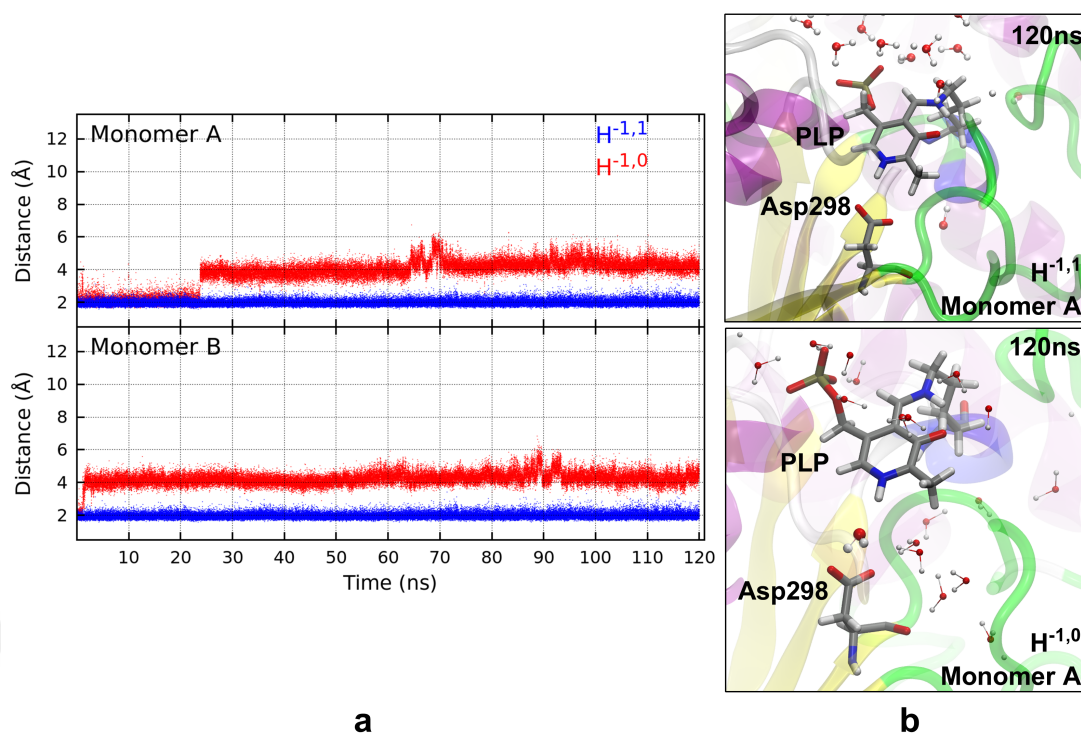 Monomer A
H-1,1
H-1,0
Distance (Å)
12
10
8
6
4
2
Monomer B
Distance (Å)
12
10
8
6
4
2
10 20 30 40 50 60 70 80 90 100 110 120
Time (ns)
a
120ns
PLP
Asp298
H-1,1
Monomer A
120ns
PLP
Asp298
H-1,0
Monomer A
b